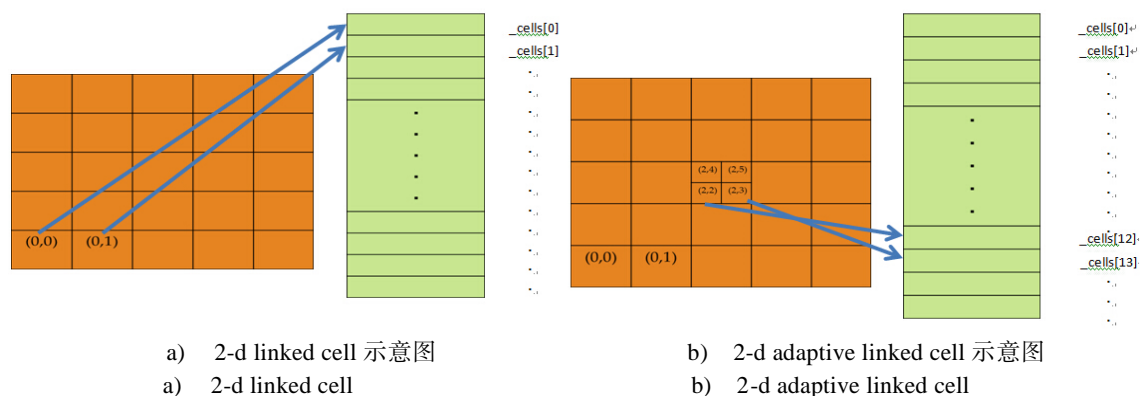 _cells[0]
_cells[1]
(0,0) (0,1)
a) 2-d linked cell 示意图
a) 2-d linked cell
_cells[0]
_cells[1]
(2,4) (2,5)
(2,2) (2,3)
(0,0) (0,1)
_cells[12]
_cells[13]
b) 2-d adaptive linked cell 示意图
b) 2-d adaptive linked cell